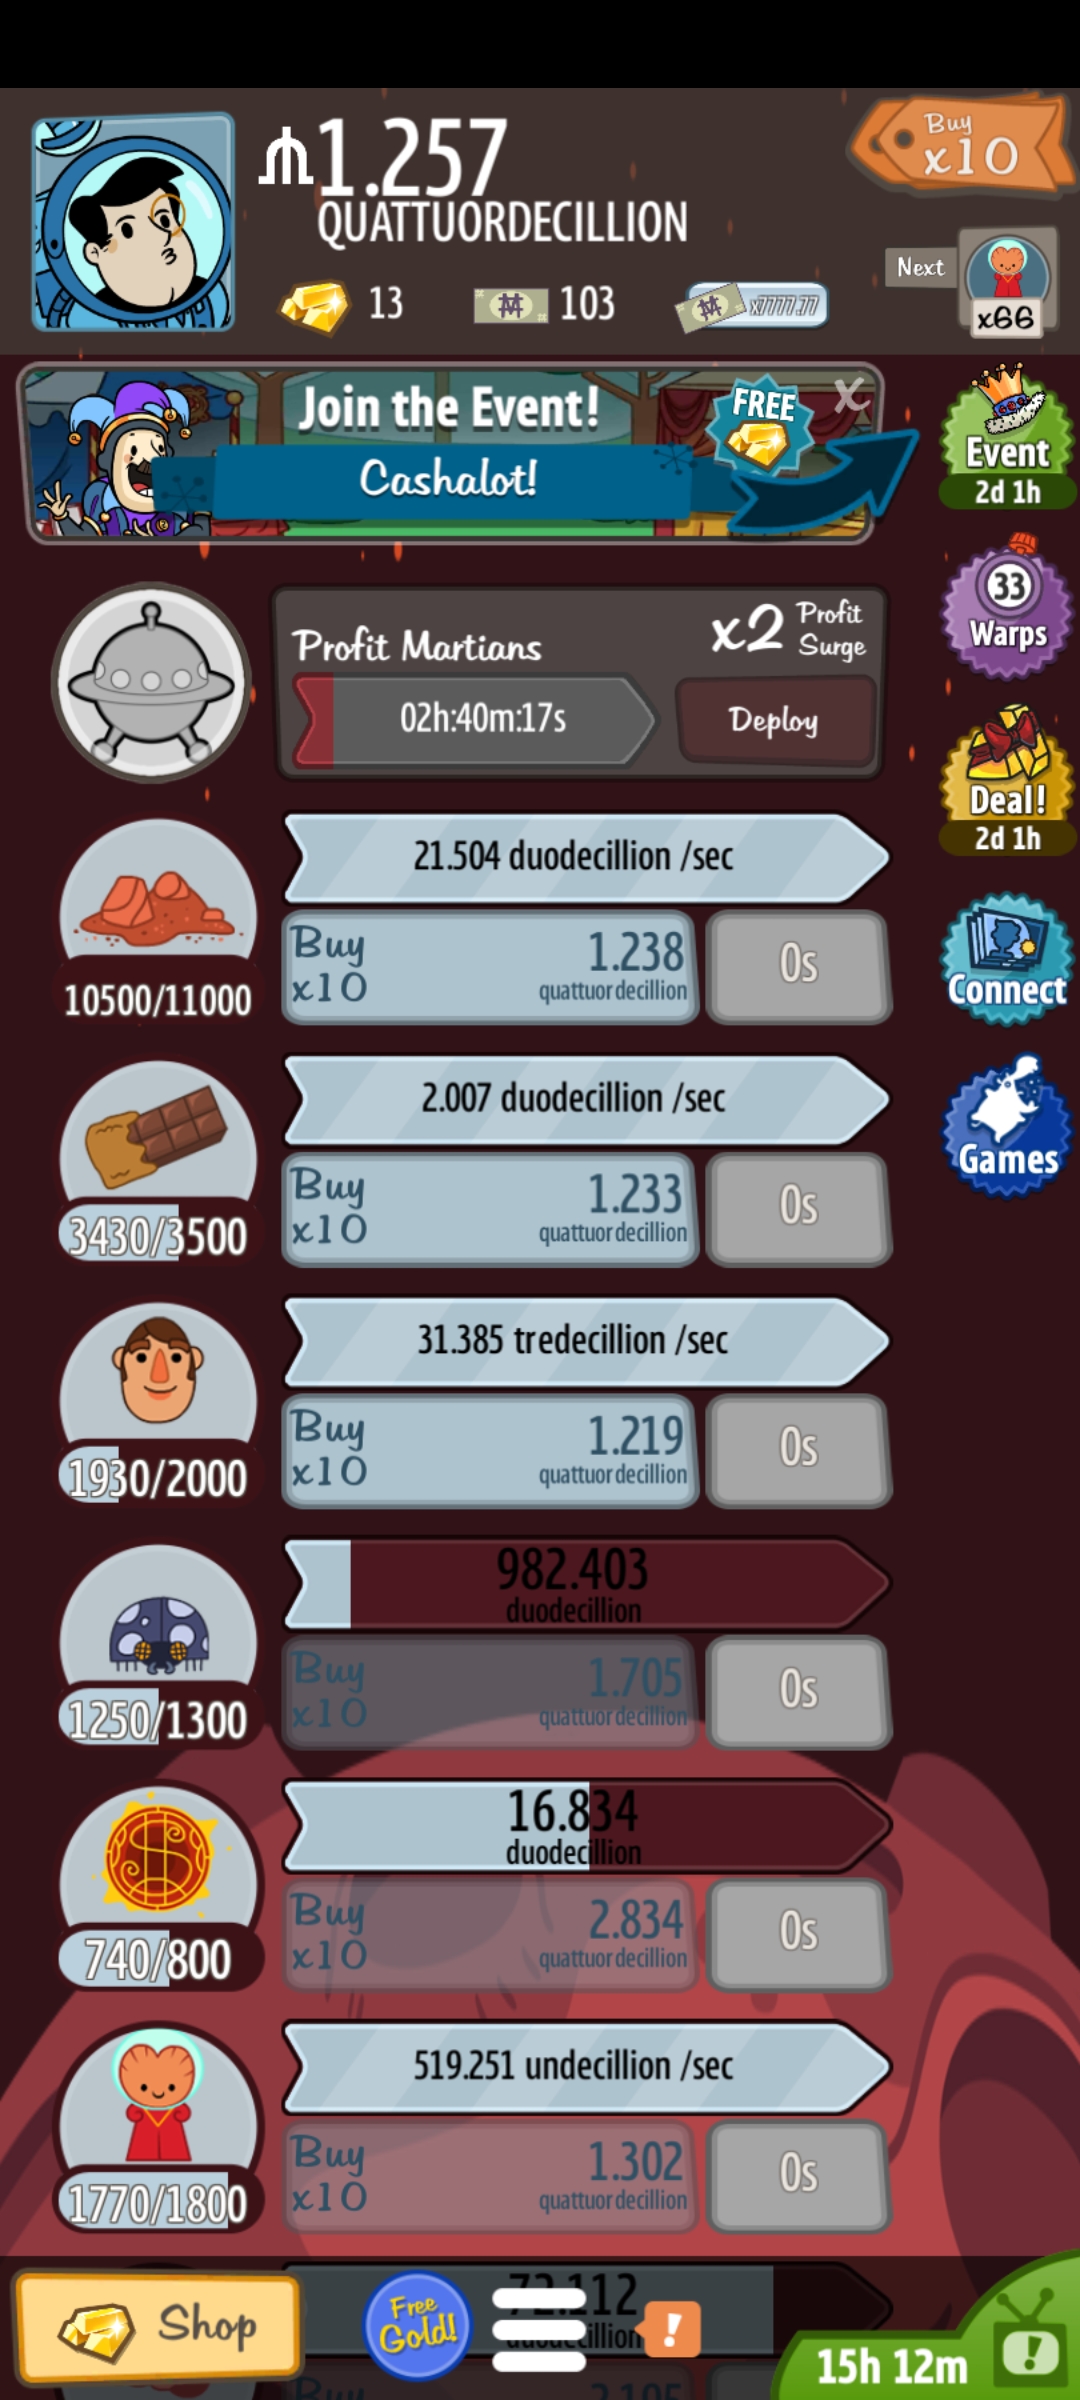 1.257
QUATTUORDECILLION
Buy
x10
13
103
x7777.77
Next
x66
Join the Event!
FREE
X
Cashalot!
Event
2d 1h
33
Warps
Profit Martians
x2 Profit
Surge
02h:40m:17s
Deploy
Deal!
2d 1h
21.504 duodecillion /sec
Buy
x10
1.238
quattuordecillion
0s
10500/11000
Connect
2.007 duodecillion /sec
Buy
x10
1.233
quattuordecillion
0s
3430/3500
Games
31.385 tredecillion /sec
Buy
x10
1.219
quattuordecillion
0s
1930/2000
982.403
duodecillion
Buy
x10
1.705
quattuordecillion
0s
1250/1300
16.834
duodecillion
Buy
x10
2.834
quattuordecillion
0s
740/800
519.251 undecillion /sec
Buy
x10
1.302
quattuordecillion
0s
1770/1800
Shop
Free
Gold!
!
15h 12m
!